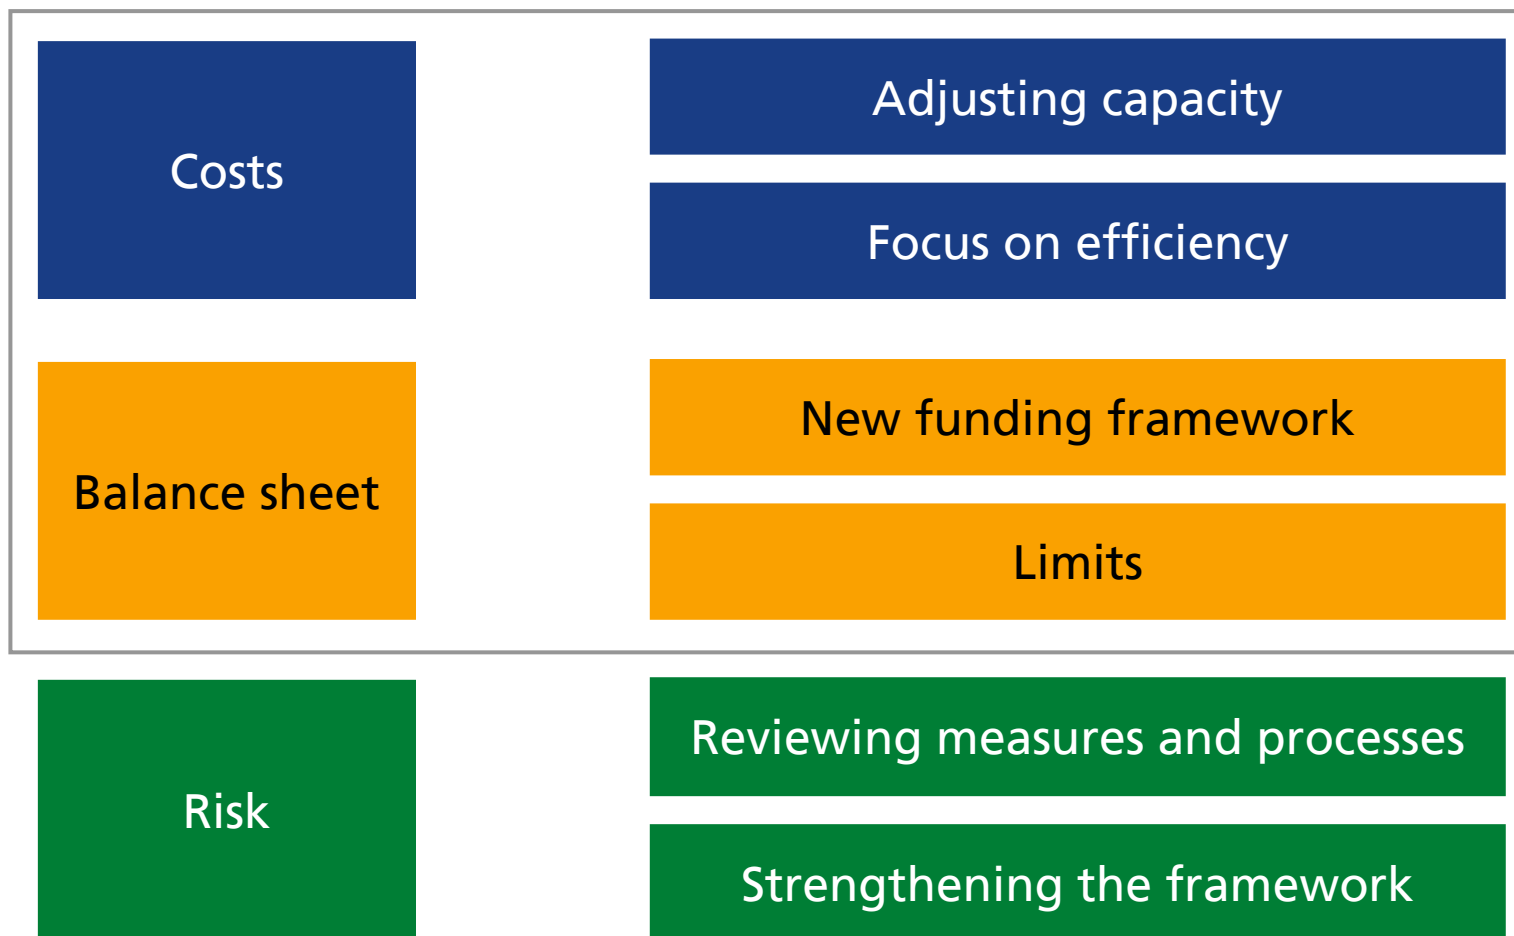 Costs
Adjusting capacity
Focus on efficiency
Balance sheet
New funding framework
Limits
Risk
Reviewing measures and processes
Strengthening the framework